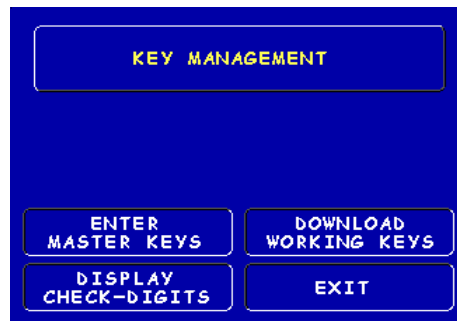 KEY MANAGEMENT
ENTER
MASTER KEYS
DOWNLOAD
WORKING KEYS
DISPLAY
CHECK-DIGITS
EXIT